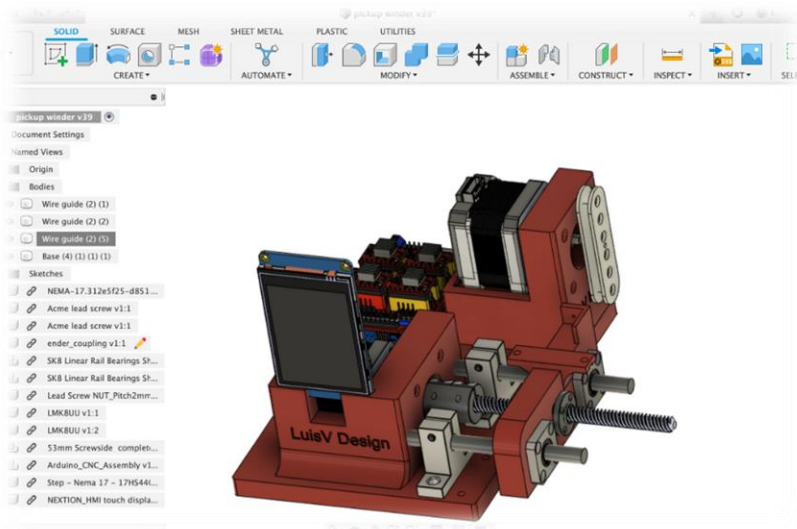 pickup winder v39*
SOLID SURFACE MESH SHEET METAL PLASTIC UTILITIES
CREATE AUTOMATE MODIFY ASSEMBLE CONSTRUCT INSPECT INSERT SEL
pickup winder v39
Document Settings
Named Views
Origin
Bodies
Wire guide (2) (1)
Wire guide (2) (2)
Wire guide (2) (5)
Base (4) (1) (1) (1)
Sketches
NEMA-17.312e5f25-d851...
Acme lead screw v1:1
Acme lead screw v1:1
ender_coupling v1:1
SK8 Linear Rail Bearings Sh...
SK8 Linear Rail Bearings Sh...
Lead Screw NUT_Pitch2mm...
LMK8UU v1:1
LMK8UU v1:2
53mm Screwside complet...
Arduino_CNC_Assembly v1...
Step - Nema 17 - 17HS440...
NEXTION_HMI touch displa...
LuisV Design